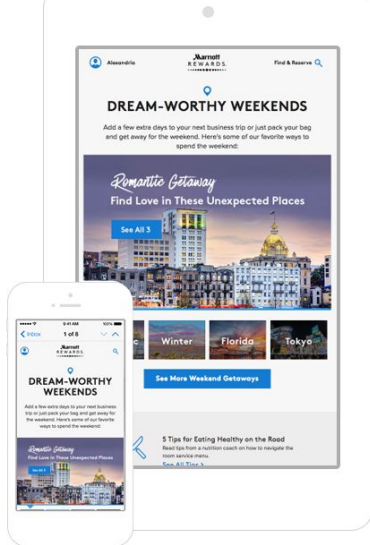 Alexandria
Marriott
REWARDS.
Find & Reserve
DREAM-WORTHY WEEKENDS
Add a few extra days to your next business trip or just pack your bag
and get away for the weekend. Here's some of our favorite ways to
spend the weekend:
Romantic Getaway
Find Love in These Unexpected Places
See All 3
c
Winter
Florida
Tokyo
See More Weekend Getaways
5 Tips for Eating Healthy on the Road
Read tips from a nutrition coach on how to navigate the
room service menu.
See All Tips >
9:41 AM
100%
Inbox
1 of 8
Marriott
REWARDS
DREAM-WORTHY
WEEKENDS
Add a few extra days to your next business
trip or just pack your bag and get away for
the weekend. Here's some of our favorite
ways to spend the weekend:
Romantic Getaway
Find Love in These Unexpected Places
See All 3